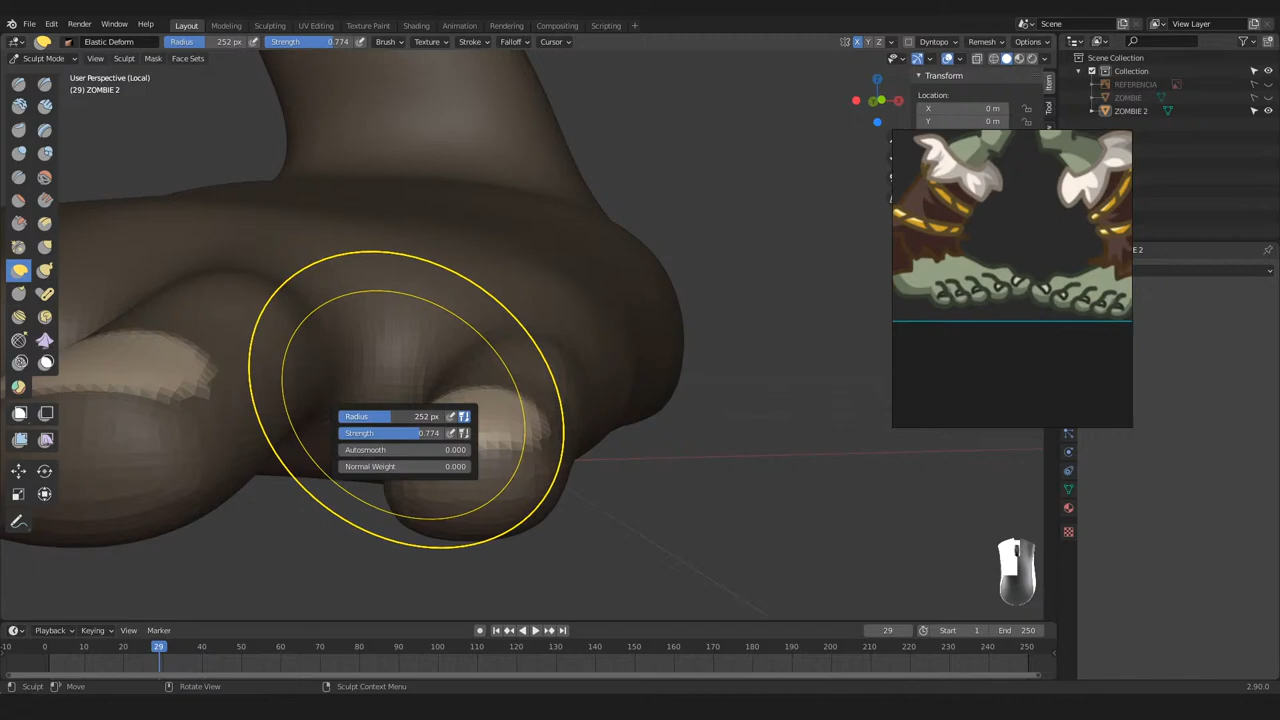 File Edit Render Window Help Layout Modeling Sculpting UV Editing Texture Paint Shading Animation Rendering Compositing Scripting + Scene View Layer
Elastic Deform Radius 252 px Strength 0.774 Brush Texture Stroke Falloff Cursor X Y Z Dyntopo Remesh Options
Sculpt Mode View Sculpt Mask Face Sets
User Perspective (Local)
(29) ZOMBIE 2
Transform
Location:
X 0 m
Y 0 m
Item
Tool
Scene Collection
Collection
REFERENCIA
ZOMBIE
ZOMBIE 2
Radius 252 px
Strength 0.774
Autosmooth 0.000
Normal Weight 0.000
Playback Keying View Marker 29 Start 1 End 250
-10 0 10 20 29 40 50 60 70 80 90 100 110 120 130 140 150 160 170 180 190 200 210 220 230 240 250
Sculpt Move Rotate View Sculpt Context Menu 2.90.0